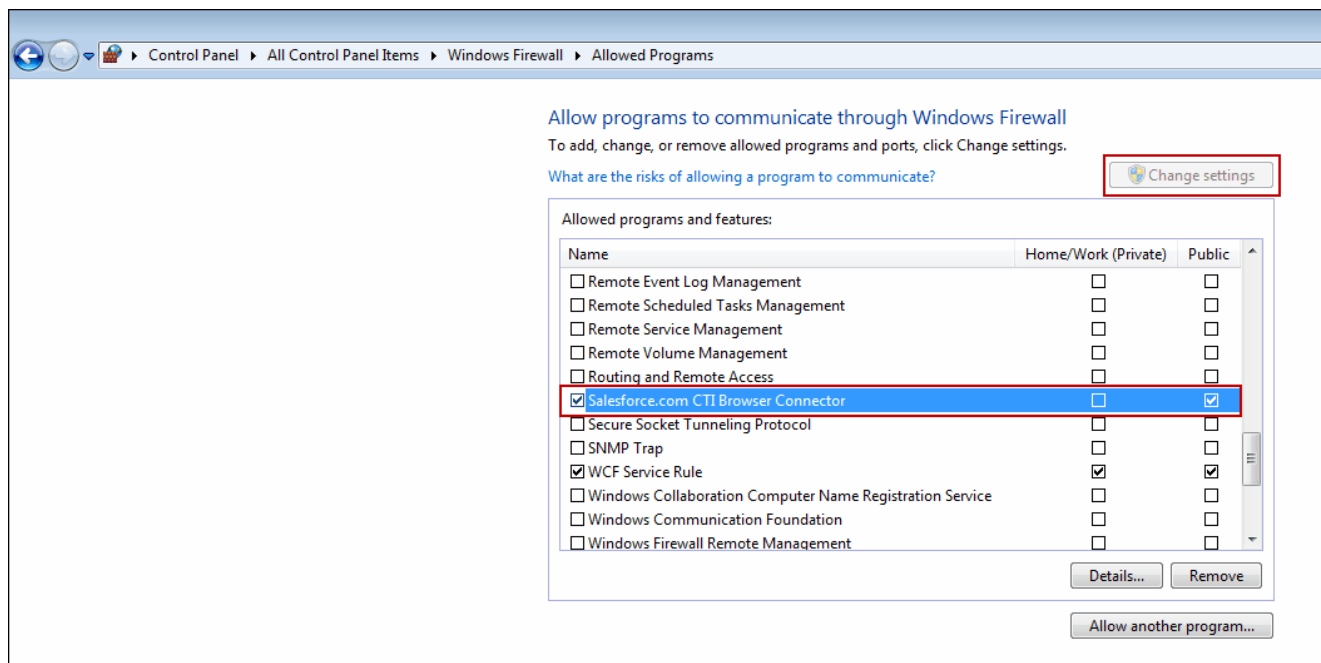 Control Panel All Control Panel Items Windows Firewall Allowed Programs
Allow programs to communicate through Windows Firewall
To add, change, or remove allowed programs and ports, click Change settings.
What are the risks of allowing a program to communicate?
Change settings
Allowed programs and features:
Name Home/Work (Private) Public
Remote Event Log Management
Remote Scheduled Tasks Management
Remote Service Management
Remote Volume Management
Routing and Remote Access
Salesforce.com CTI Browser Connector
Secure Socket Tunneling Protocol
SNMP Trap
WCF Service Rule
Windows Collaboration Computer Name Registration Service
Windows Communication Foundation
Windows Firewall Remote Management
Details... Remove
Allow another program...